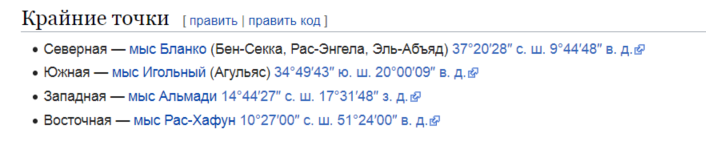 Крайние точки [ править | править код ]
Северная — мыс Бланко (Бен-Секка, Рас-Энгела, Эль-Абъяд) 37°20′28″ с. ш. 9°44′48″ в. д.
Южная — мыс Игольный (Агульяс) 34°49′43″ ю. ш. 20°00′09″ в. д.
Западная — мыс Альмади 14°44′27″ с. ш. 17°31′48″ з. д.
Восточная — мыс Рас-Хафун 10°27′00″ с. ш. 51°24′00″ в. д.